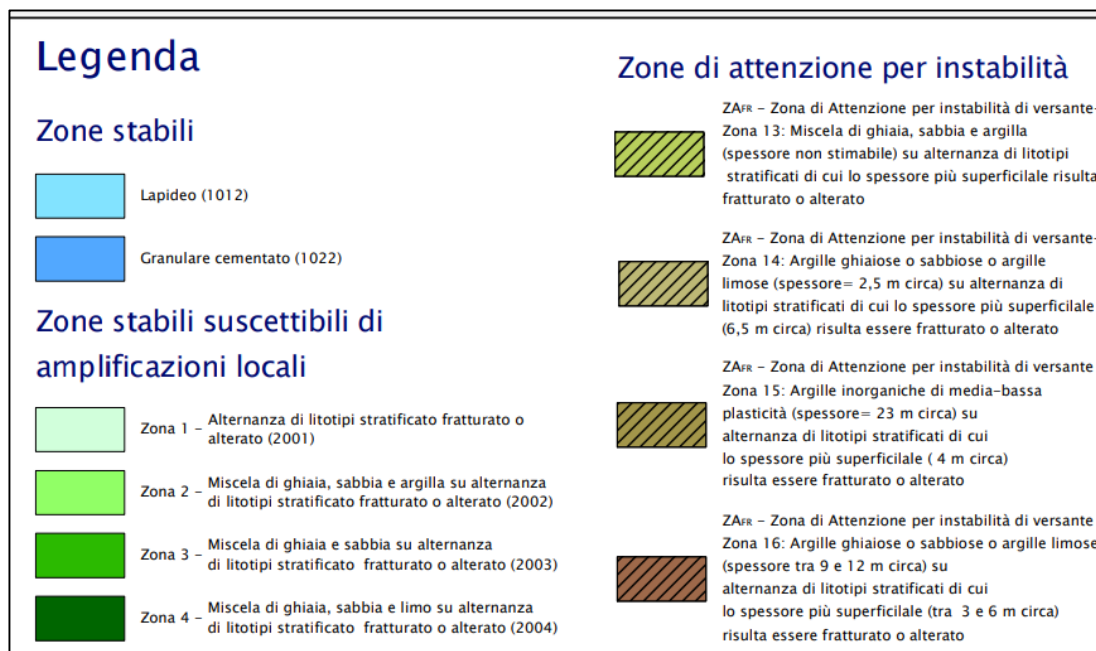 Legenda
Zone stabili
Lapideo (1012)
Granulare cementato (1022)
Zone stabili suscettibili di
amplificazioni locali
Zona 1 – Alternanza di litotipi stratificato fratturato o
alterato (2001)
Zona 2 – Miscela di ghiaia, sabbia e argilla su alternanza
di litotipi stratificato fratturato o alterato (2002)
Zona 3 – Miscela di ghiaia e sabbia su alternanza
di litotipi stratificato fratturato o alterato (2003)
Zona 4 – Miscela di ghiaia, sabbia e limo su alternanza
di litotipi stratificato fratturato o alterato (2004)
Zone di attenzione per instabilità
ZAFR – Zona di Attenzione per instabilità di versante-
Zona 13: Miscela di ghiaia, sabbia e argilla
(spessore non stimabile) su alternanza di litotipi
stratificati di cui lo spessore più superficilale risulta
fratturato o alterato
ZAFR – Zona di Attenzione per instabilità di versante-
Zona 14: Argille ghiaiose o sabbiose o argille
limose (spessore= 2,5 m circa) su alternanza di
litotipi stratificati di cui lo spessore più superficilale
(6,5 m circa) risulta essere fratturato o alterato
ZAFR – Zona di Attenzione per instabilità di versante
Zona 15: Argille inorganiche di media-bassa
plasticità (spessore= 23 m circa) su
alternanza di litotipi stratificati di cui
lo spessore più superficilale ( 4 m circa)
risulta essere fratturato o alterato
ZAFR – Zona di Attenzione per instabilità di versante
Zona 16: Argille ghiaiose o sabbiose o argille limose
(spessore tra 9 e 12 m circa) su
alternanza di litotipi stratificati di cui
lo spessore più superficilale (tra 3 e 6 m circa)
risulta essere fratturato o alterato